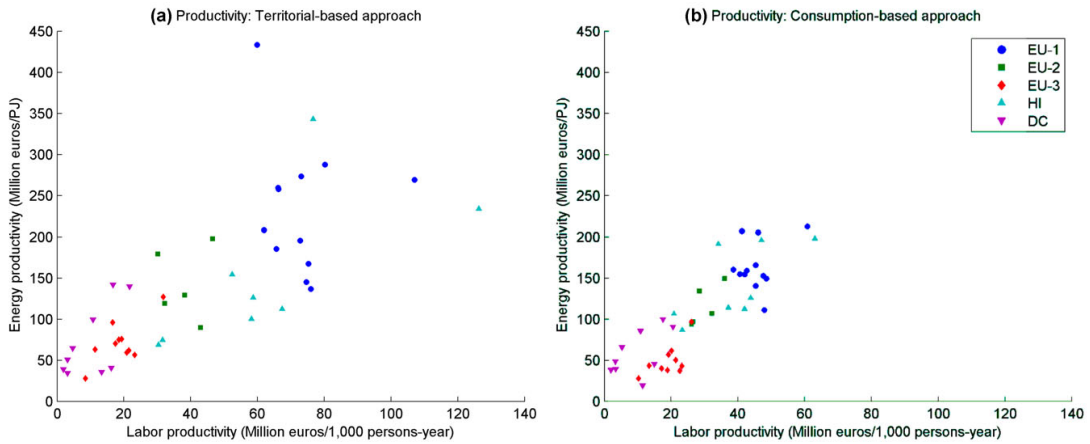 (a) Productivity: Territorial-based approach
450
400
350
300
250
200
150
100
50
0
Energy productivity (Million euros/PJ)
0 20 40 60 80 100 120 140
Labor productivity (Million euros/1,000 persons-year)
(b) Productivity: Consumption-based approach
450
400
350
300
250
200
150
100
50
0
Energy productivity (Million euros/PJ)
0 20 40 60 80 100 120 140
Labor productivity (Million euros/1,000 persons-year)
EU-1
EU-2
EU-3
HI
DC